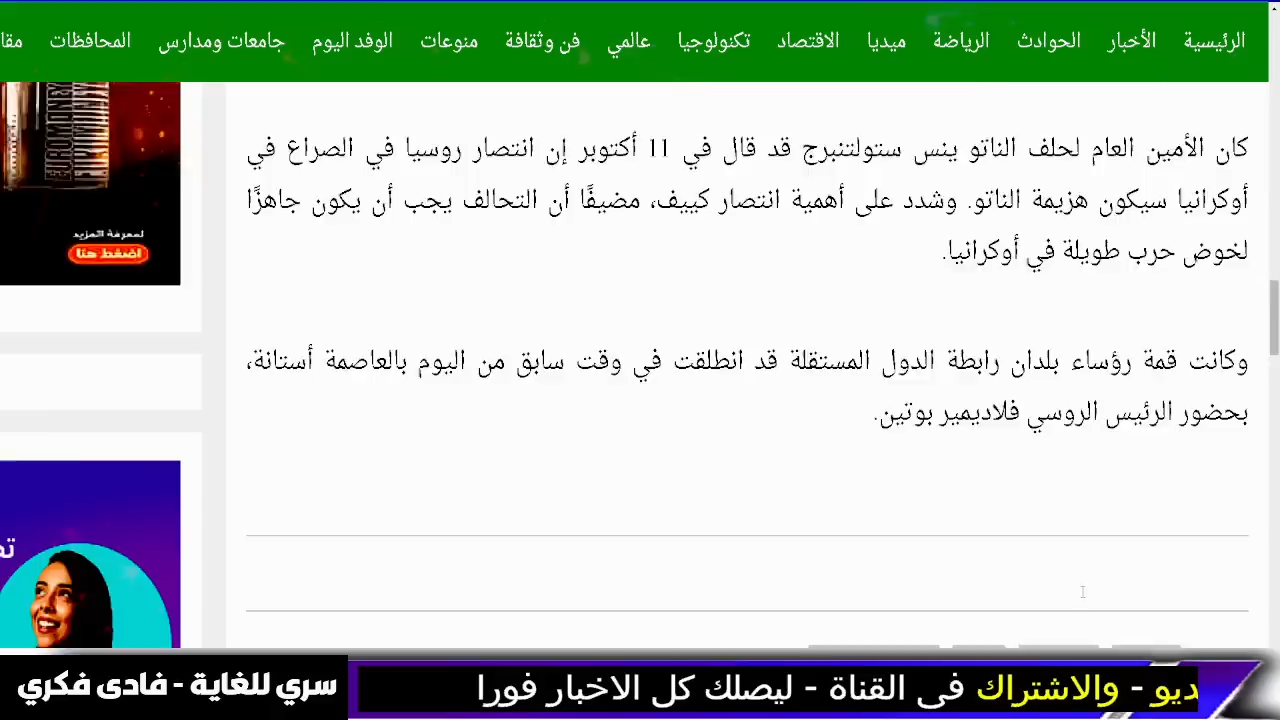 الرئيسية الأخبار الحوادث الرياضة ميديا الاقتصاد تكنولوجيا عالمي فن وثقافة منوعات الوفد اليوم جامعات ومدارس المحافظات مقا
كان الأمين العام لحلف الناتو ينس ستولتنبرج قد قال في 11 أكتوبر إن انتصار روسيا في الصراع في
أوكرانيا سيكون هزيمة الناتو. وشدد على أهمية انتصار كييف، مضيفًا أن التحالف يجب أن يكون جاهزًا
لخوض حرب طويلة في أوكرانيا.
وكانت قمة رؤساء بلدان رابطة الدول المستقلة قد انطلقت في وقت سابق من اليوم بالعاصمة أستانة،
بحضور الرئيس الروسي فلاديمير بوتين.
EUROMONEY
لمعرفة المزيد
اضغط هنا
ديو - والاشتراك فى القناة - ليصلك كل الاخبار فورا
سري للغاية - فادى فكري